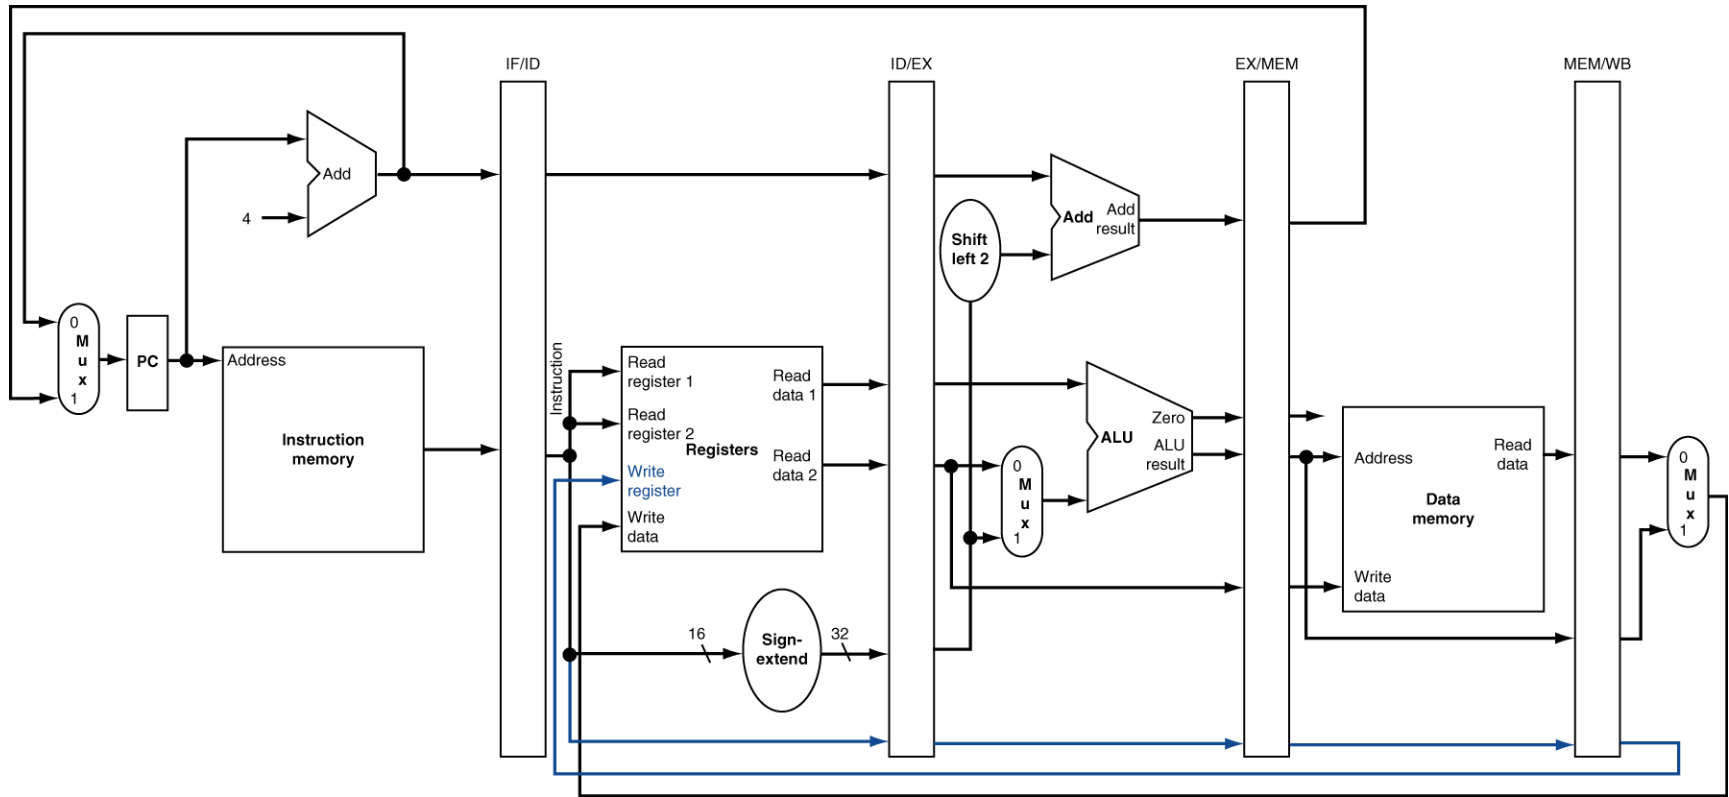 IF/ID
ID/EX
EX/MEM
MEM/WB
Add
4
Add
Add
result
Shift
left 2
0
M
u
x
1
PC
Address
Instruction
memory
Instruction
Read
register 1
Read
register 2
Write
register
Write
data
Registers
Read
data 1
Read
data 2
16
Sign-
extend
32
0
M
u
x
1
Zero
ALU
ALU
result
Address
Read
data
Data
memory
Write
data
0
M
u
x
1